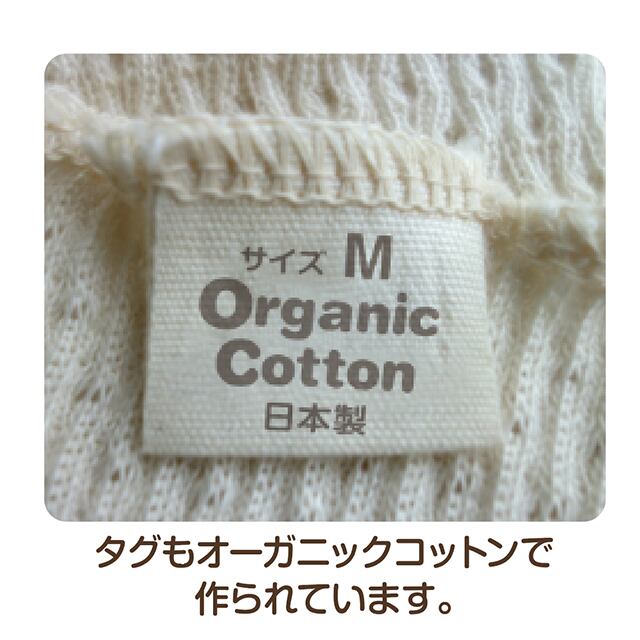 サイズ M
Organic
Cotton
日本製
タグもオーガニックコットンで
作られています。